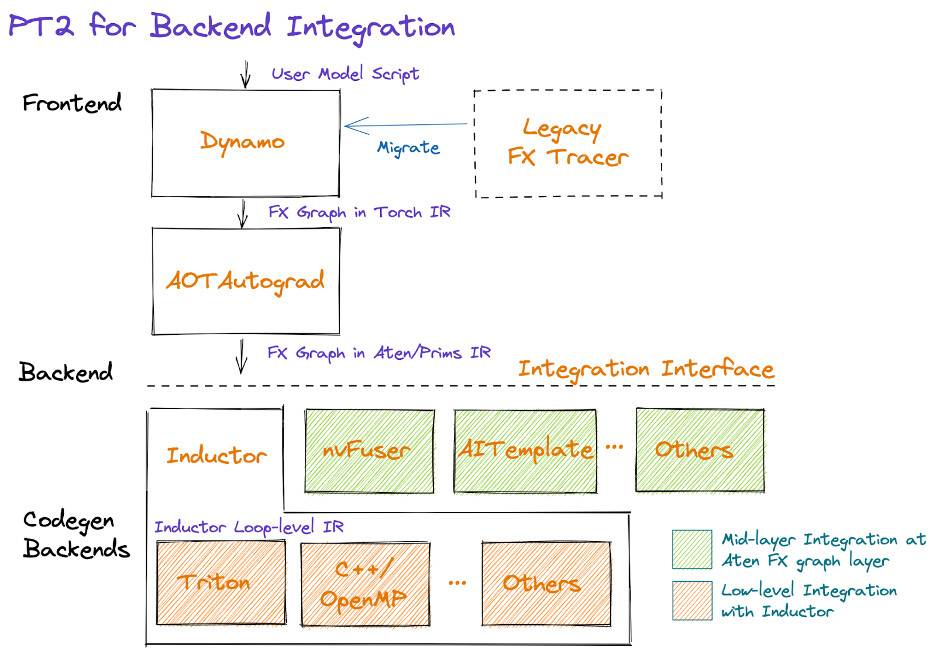 PT2 for Backend Integration
User Model Script
Frontend
Dynamo
Migrate
Legacy
FX Tracer
FX Graph in Torch IR
AOTAutograd
FX Graph in Aten/Prims IR
Backend
Integration Interface
Inductor
nvFuser
AITemplate
...
Others
Codegen
Backends
Inductor Loop-level IR
Triton
C++/
OpenMP
...
Others
Mid-layer Integration at
Aten FX graph layer
Low-level Integration
with Inductor